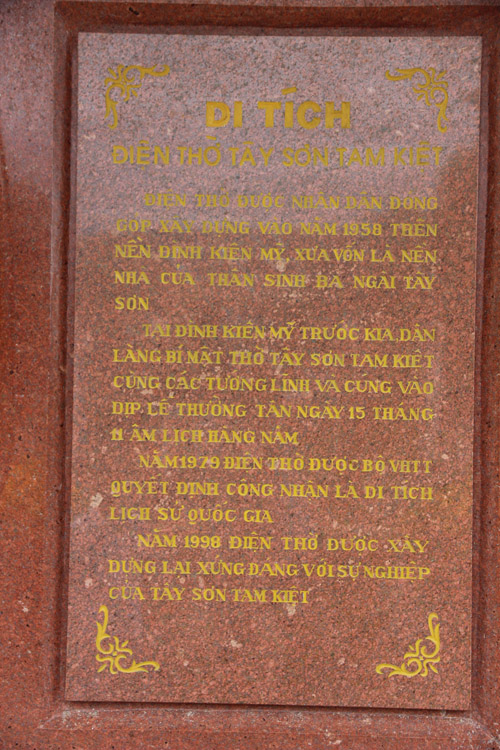 DI TÍCH
ĐIỆN THỜ TÂY SƠN TAM KIỆT
ĐIỆN THỜ ĐƯỢC NHÂN DÂN ĐÓNG
GÓP XÂY DỰNG VÀO NĂM 1958 TRÊN
NỀN ĐÌNH KIÊN MỸ, XƯA VỐN LÀ NỀN
NHÀ CỦA THÂN SINH BA NGÀI TÂY
SƠN
TẠI ĐÌNH KIÊN MỸ TRƯỚC KIA, DÂN
LÀNG BÍ MẬT THỜ TÂY SƠN TAM KIỆT
CÙNG CÁC TƯỚNG LĨNH VÀ CÚNG VÀO
DỊP LỄ THƯỜNG TÂN NGÀY 15 THÁNG
11 ÂM LỊCH HÀNG NĂM
NĂM 1979 ĐIỆN THỜ ĐƯỢC BỘ VHTT
QUYẾT ĐỊNH CÔNG NHẬN LÀ DI TÍCH
LỊCH SỬ QUỐC GIA
NĂM 1998 ĐIỆN THỜ ĐƯỢC XÂY
DỰNG LẠI XỨNG ĐÁNG VỚI SỰ NGHIỆP
CỦA TÂY SƠN TAM KIỆT